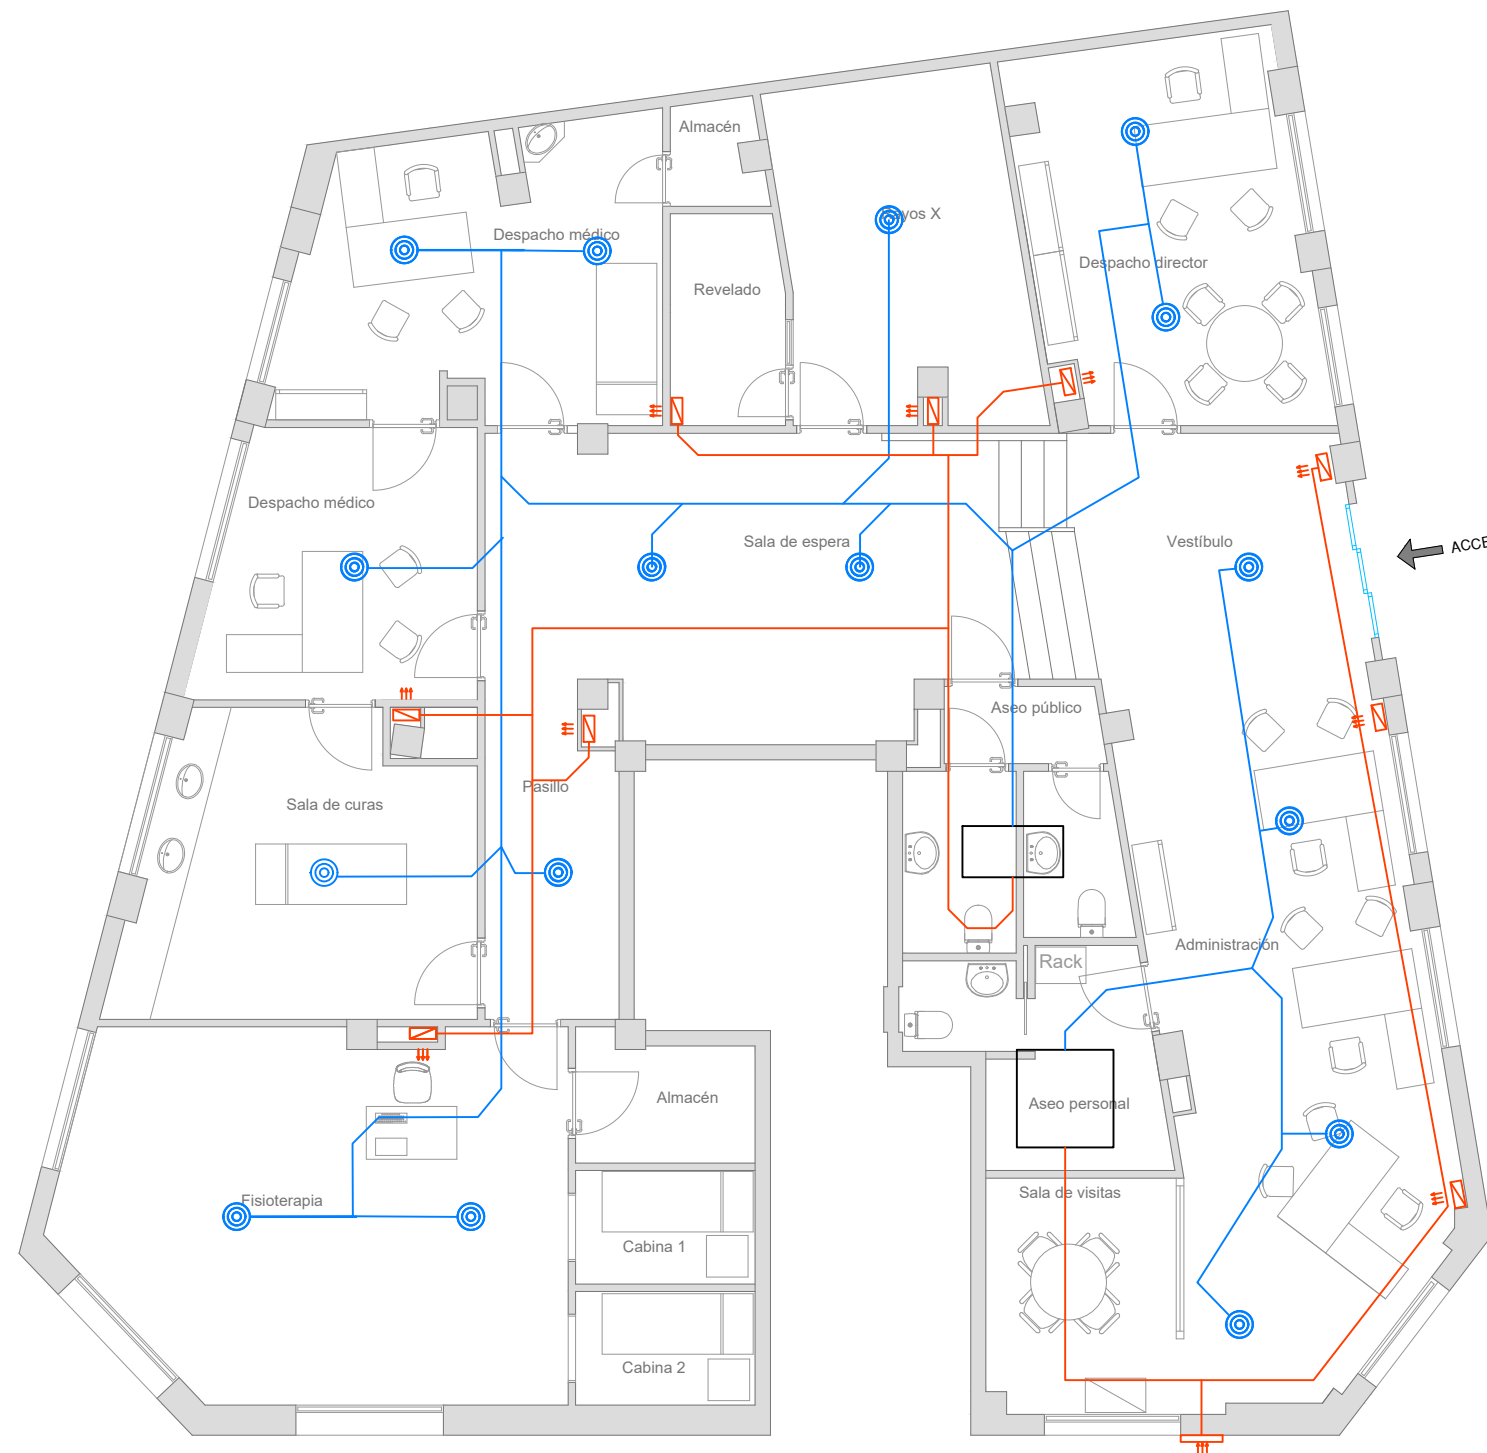 Almacén
Rayos X
Despacho médico
Despacho director
Revelado
Despacho médico
Sala de espera
Vestíbulo
ACCE
Aseo público
Pasillo
Sala de curas
Administración
Rack
Almacén
Aseo personal
Fisioterapia
Sala de visitas
Cabina 1
Cabina 2